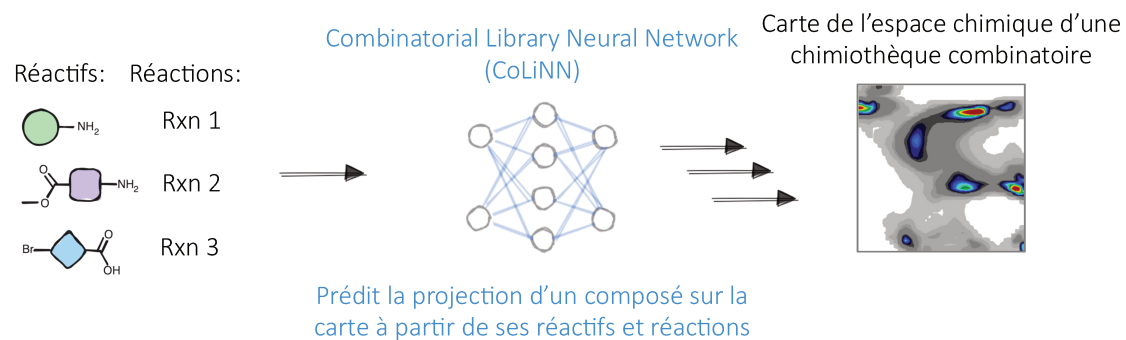 Réactifs:
Réactions:
Combinatorial Library Neural Network
(CoLiNN)
Carte de l’espace chimique d’une
chimiothèque combinatoire
NH2
Rxn 1
O
O
NH2
Rxn 2
Br
O
OH
Rxn 3
Prédit la projection d’un composé sur la
carte à partir de ses réactifs et réactions